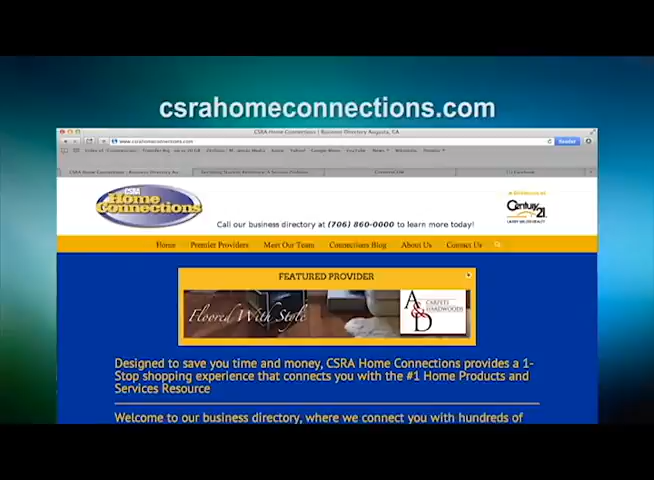 csrahomeconnections.com
CSRA Home Connections | Business Directory Augusta, GA
www.csrahomeconnections.com
Reader
CSRA
Home
Connections
Call our business directory at (706) 860-0000 to learn more today!
Century 21
Home Premier Providers Meet Our Team Connections Blog About Us Contact Us
FEATURED PROVIDER
Floored With Style
A&D
CARPETS
HARDWOODS
Designed to save you time and money, CSRA Home Connections provides a 1-
Stop shopping experience that connects you with the #1 Home Products and
Services Resource
Welcome to our business directory, where we connect you with hundreds of